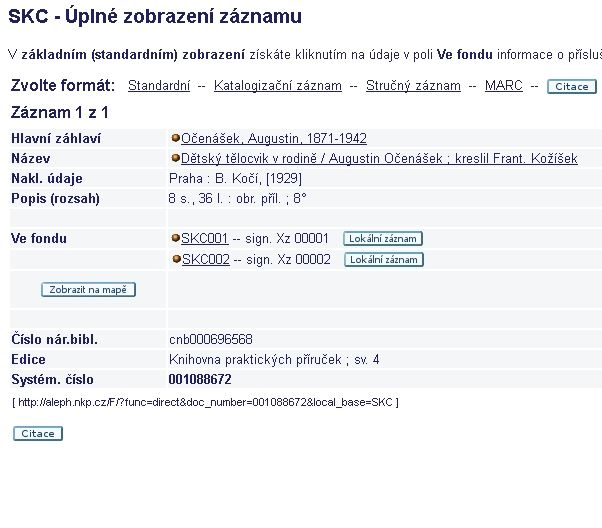 SKC - Úplné zobrazení záznamu
V základním (standardním) zobrazení získáte kliknutím na údaje v poli Ve fondu informace o
Zvolte formát: Standardní -- Katalogizační záznam -- Stručný záznam -- MARC -- Citace
Záznam 1 z 1
Hlavní záhlaví Očenášek, Augustin, 1871-1942
Název Dětský tělocvik v rodině / Augustin Očenášek ; kreslil Frant. Kožíšek
Nakl. údaje Praha : B. Kočí, [1929]
Popis (rozsah) 8 s., 36 l. : obr. příl. ; 8°
Ve fondu SKC001 -- sign. Xz 00001 Lokální záznam
SKC002 -- sign. Xz 00002 Lokální záznam
Zobrazit na mapě
Číslo nár.bibl. cnb000696568
Edice Knihovna praktických příruček ; sv. 4
Systém. číslo 001088672
[ http://aleph.nkp.cz/F/?func=direct&doc_number=001088672&local_base=SKC ]
Citace